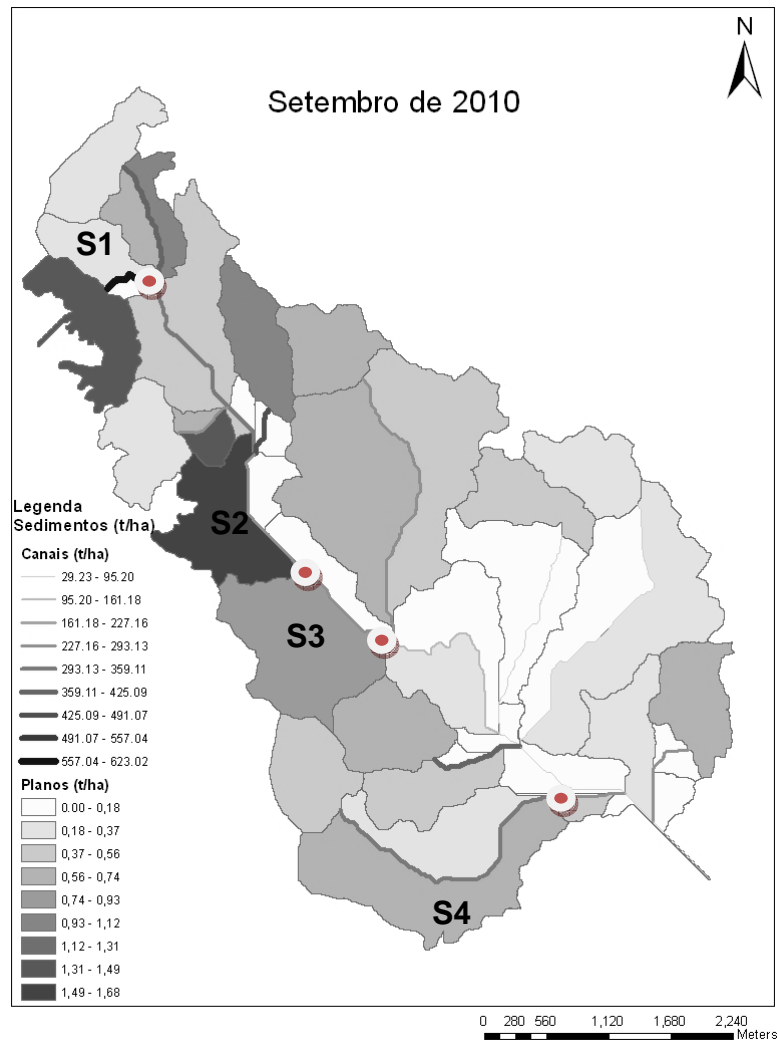 N
Setembro de 2010
S1
S2
S3
S4
Legenda
Sedimentos (t/ha)
Canais (t/ha)
29.23 - 95.20
95.20 - 161.18
161.18 - 227.16
227.16 - 293.13
293.13 - 359.11
359.11 - 425.09
425.09 - 491.07
491.07 - 557.04
557.04 - 623.02
Planos (t/ha)
0.00 - 0,18
0,18 - 0,37
0,37 - 0,56
0,56 - 0,74
0,74 - 0,93
0,93 - 1,12
1,12 - 1,31
1,31 - 1,49
1,49 - 1,68
0 280 560 1,120 1,680 2,240
Meters